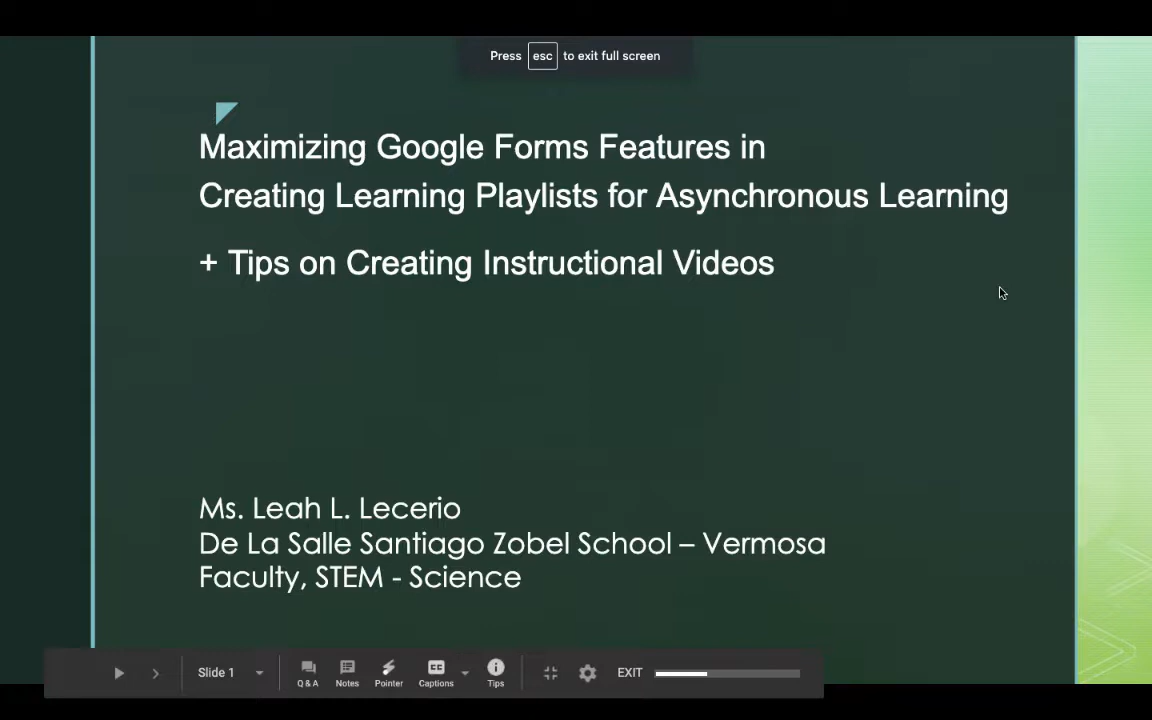 Press esc to exit full screen
Maximizing Google Forms Features in
Creating Learning Playlists for Asynchronous Learning
+ Tips on Creating Instructional Videos
Ms. Leah L. Lecerio
De La Salle Santiago Zobel School – Vermosa
Faculty, STEM - Science
Slide 1 Q & A Notes Pointer Captions Tips EXIT